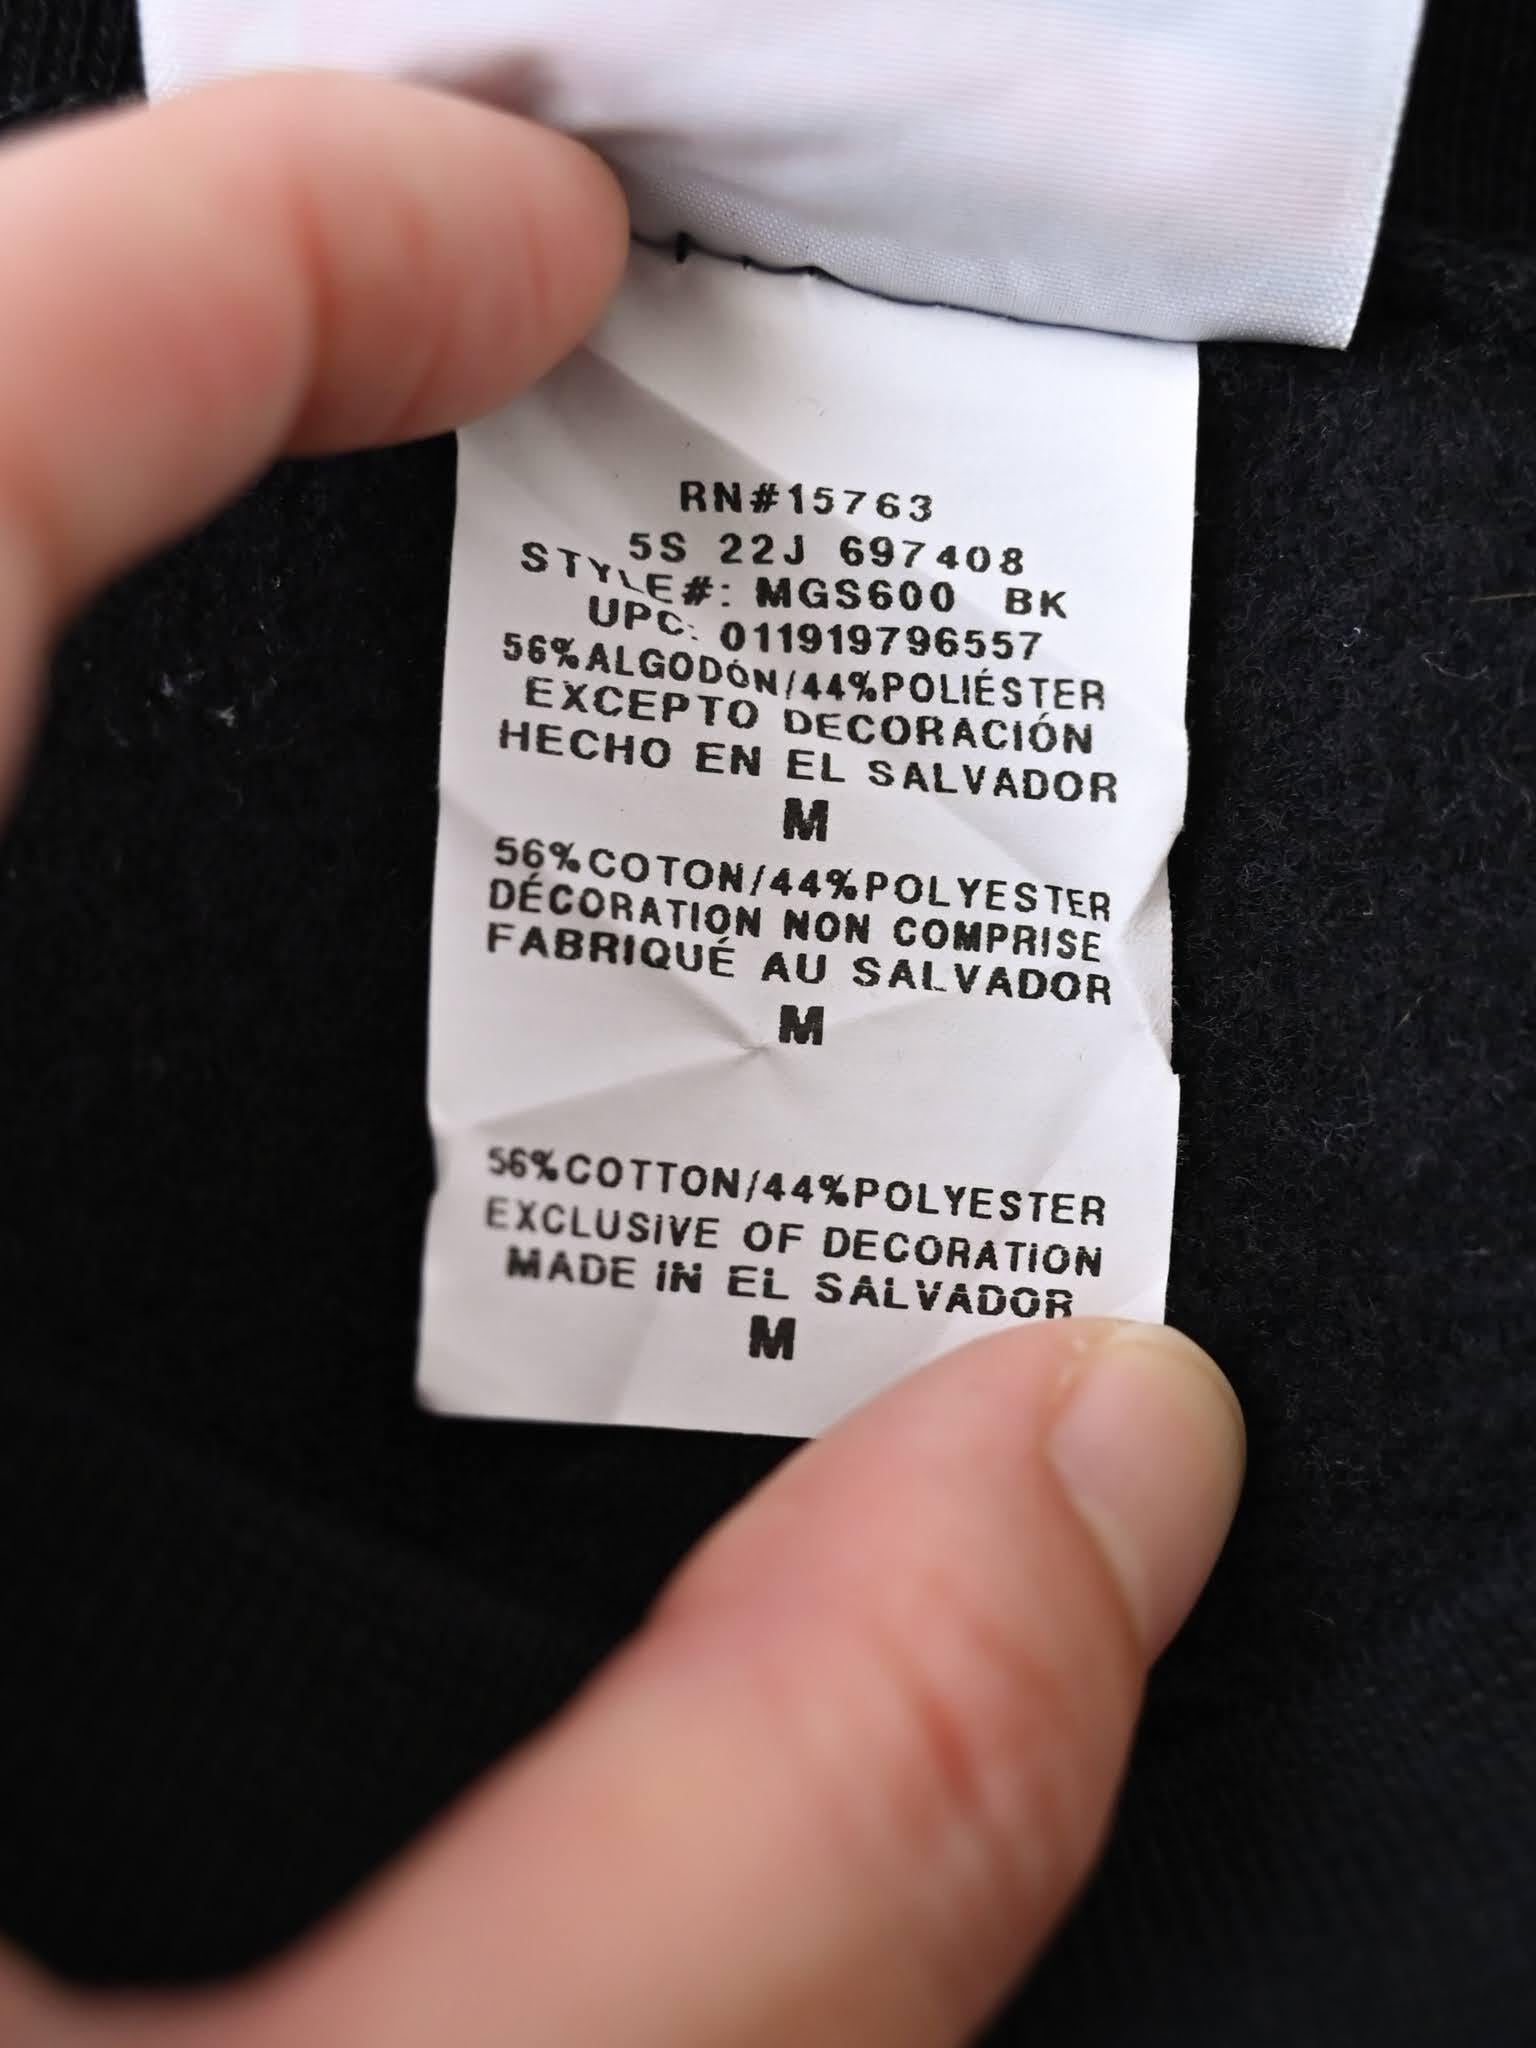 RN#15763
5S 22J 697408
STYLE#: MGS600 BK
UPC: 011919796557
56%ALGODÓN/44%POLIÉSTER
EXCEPTO DECORACIÓN
HECHO EN EL SALVADOR
M
56%COTON/44%POLYESTER
DÉCORATION NON COMPRISE
FABRIQUÉ AU SALVADOR
M
56%COTTON/44%POLYESTER
EXCLUSIVE OF DECORATION
MADE IN EL SALVADOR
M